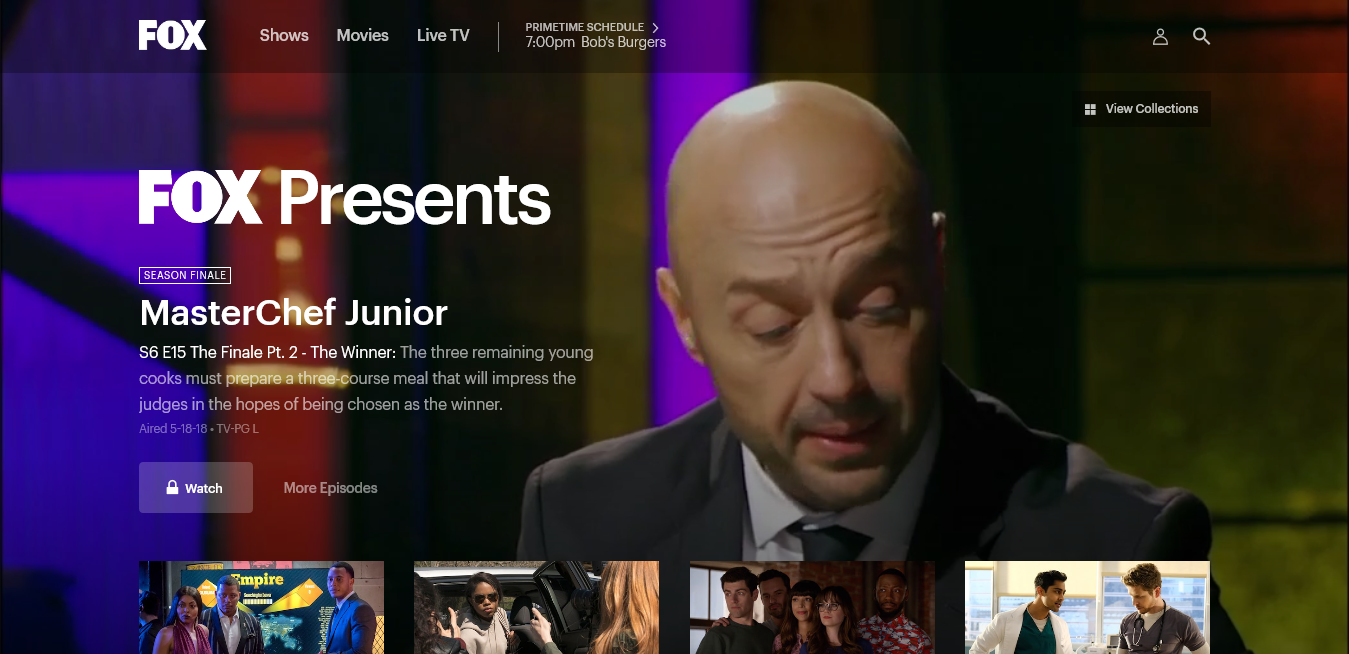 FOX
Shows
Movies
Live TV
PRIMETIME SCHEDULE
7:00pm Bob's Burgers
View Collections
FOX Presents
SEASON FINALE
MasterChef Junior
S6 E15 The Finale Pt. 2 - The Winner: The three remaining young
cooks must prepare a three-course meal that will impress the
judges in the hopes of being chosen as the winner.
Aired 5-18-18 • TV-PG L
Watch
More Episodes
Empire